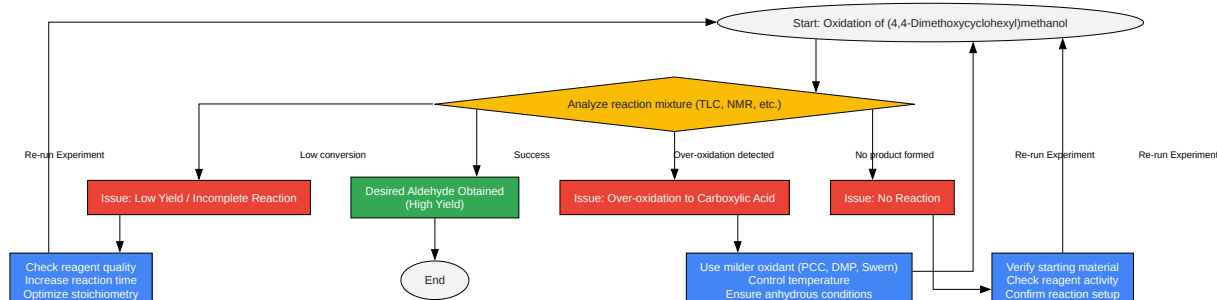 Start: Oxidation of (4,4-Dimethoxycyclohexyl)methanol
Analyze reaction mixture (TLC, NMR, etc.)
Re-run Experiment
Low conversion
Success
Over-oxidation detected
No product formed
Re-run Experiment
Re-run Experiment
Issue: Low Yield / Incomplete Reaction
Desired Aldehyde Obtained
(High Yield)
Issue: Over-oxidation to Carboxylic Acid
Issue: No Reaction
Check reagent quality
Increase reaction time
Optimize stoichiometry
End
Use milder oxidant (PCC, DMP, Swern)
Control temperature
Ensure anhydrous conditions
Verify starting material
Check reagent activity
Confirm reaction setup